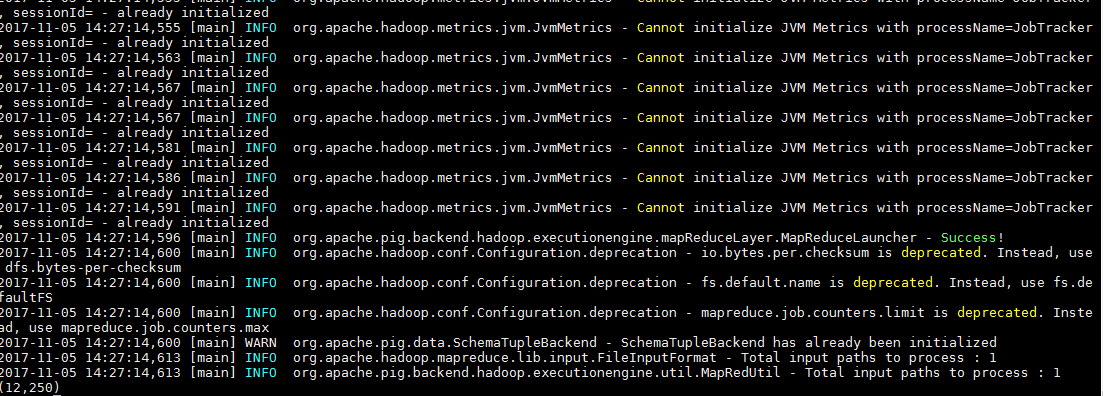 , sessionId= - already initialized
2017-11-05 14:27:14,555 [main] INFO  org.apache.hadoop.metrics.jvm.JvmMetrics - Cannot initialize JVM Metrics with processName=JobTracker
, sessionId= - already initialized
2017-11-05 14:27:14,563 [main] INFO  org.apache.hadoop.metrics.jvm.JvmMetrics - Cannot initialize JVM Metrics with processName=JobTracker
, sessionId= - already initialized
2017-11-05 14:27:14,567 [main] INFO  org.apache.hadoop.metrics.jvm.JvmMetrics - Cannot initialize JVM Metrics with processName=JobTracker
, sessionId= - already initialized
2017-11-05 14:27:14,567 [main] INFO  org.apache.hadoop.metrics.jvm.JvmMetrics - Cannot initialize JVM Metrics with processName=JobTracker
, sessionId= - already initialized
2017-11-05 14:27:14,581 [main] INFO  org.apache.hadoop.metrics.jvm.JvmMetrics - Cannot initialize JVM Metrics with processName=JobTracker
, sessionId= - already initialized
2017-11-05 14:27:14,586 [main] INFO  org.apache.hadoop.metrics.jvm.JvmMetrics - Cannot initialize JVM Metrics with processName=JobTracker
, sessionId= - already initialized
2017-11-05 14:27:14,591 [main] INFO  org.apache.hadoop.metrics.jvm.JvmMetrics - Cannot initialize JVM Metrics with processName=JobTracker
, sessionId= - already initialized
2017-11-05 14:27:14,596 [main] INFO  org.apache.pig.backend.hadoop.executionengine.mapReduceLayer.MapReduceLauncher - Success!
2017-11-05 14:27:14,600 [main] INFO  org.apache.hadoop.conf.Configuration.deprecation - io.bytes.per.checksum is deprecated. Instead, use
 dfs.bytes-per-checksum
2017-11-05 14:27:14,600 [main] INFO  org.apache.hadoop.conf.Configuration.deprecation - fs.default.name is deprecated. Instead, use fs.de
faultFS
2017-11-05 14:27:14,600 [main] INFO  org.apache.hadoop.conf.Configuration.deprecation - mapreduce.job.counters.limit is deprecated. Inste
ad, use mapreduce.job.counters.max
2017-11-05 14:27:14,600 [main] WARN  org.apache.pig.data.SchemaTupleBackend - SchemaTupleBackend has already been initialized
2017-11-05 14:27:14,613 [main] INFO  org.apache.hadoop.mapreduce.lib.input.FileInputFormat - Total input paths to process : 1
2017-11-05 14:27:14,613 [main] INFO  org.apache.pig.backend.hadoop.executionengine.util.MapRedUtil - Total input paths to process : 1
(12,250)